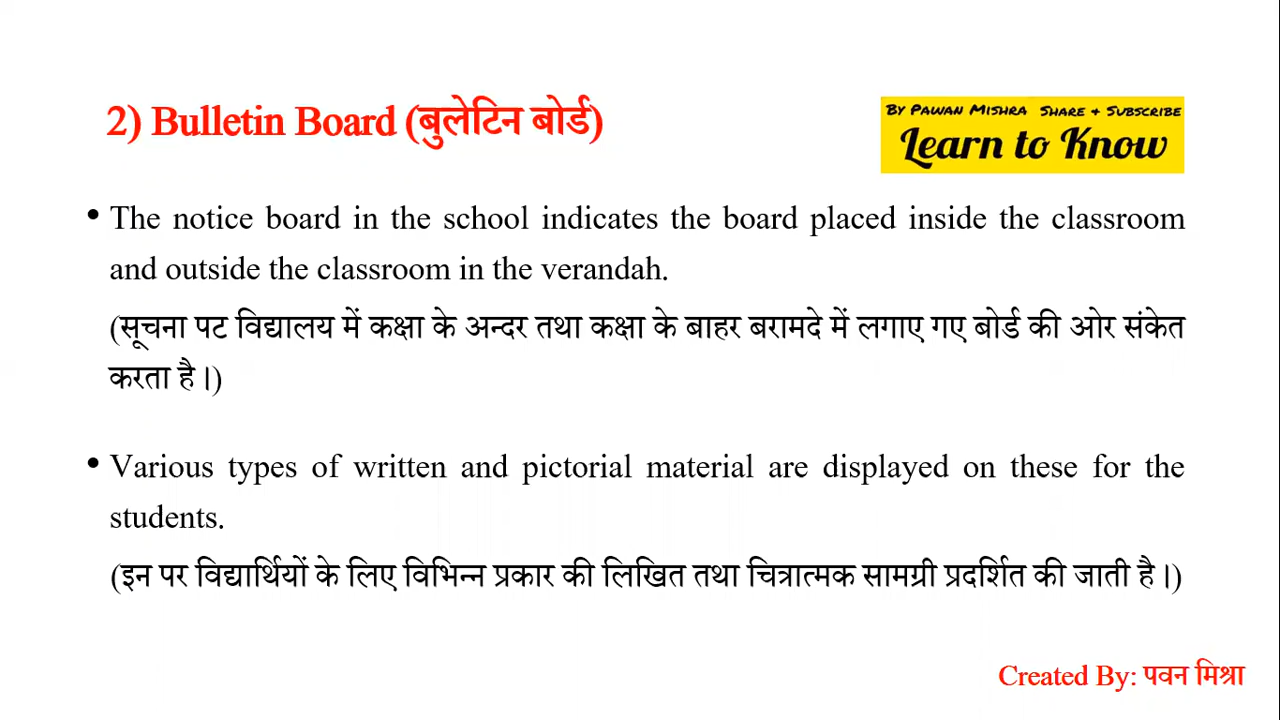 2) Bulletin Board (बुलेटिन बोर्ड)
By Pawan Mishra Share + Subscribe
Learn to Know
• The notice board in the school indicates the board placed inside the classroom
and outside the classroom in the verandah.
(सूचना पट विद्यालय में कक्षा के अन्दर तथा कक्षा के बाहर बरामदे में लगाए गए बोर्ड की ओर संकेत
करता है।)
• Various types of written and pictorial material are displayed on these for the
students.
(इन पर विद्यार्थियों के लिए विभिन्न प्रकार की लिखित तथा चित्रात्मक सामग्री प्रदर्शित की जाती है।)
Created By: पवन मिश्रा